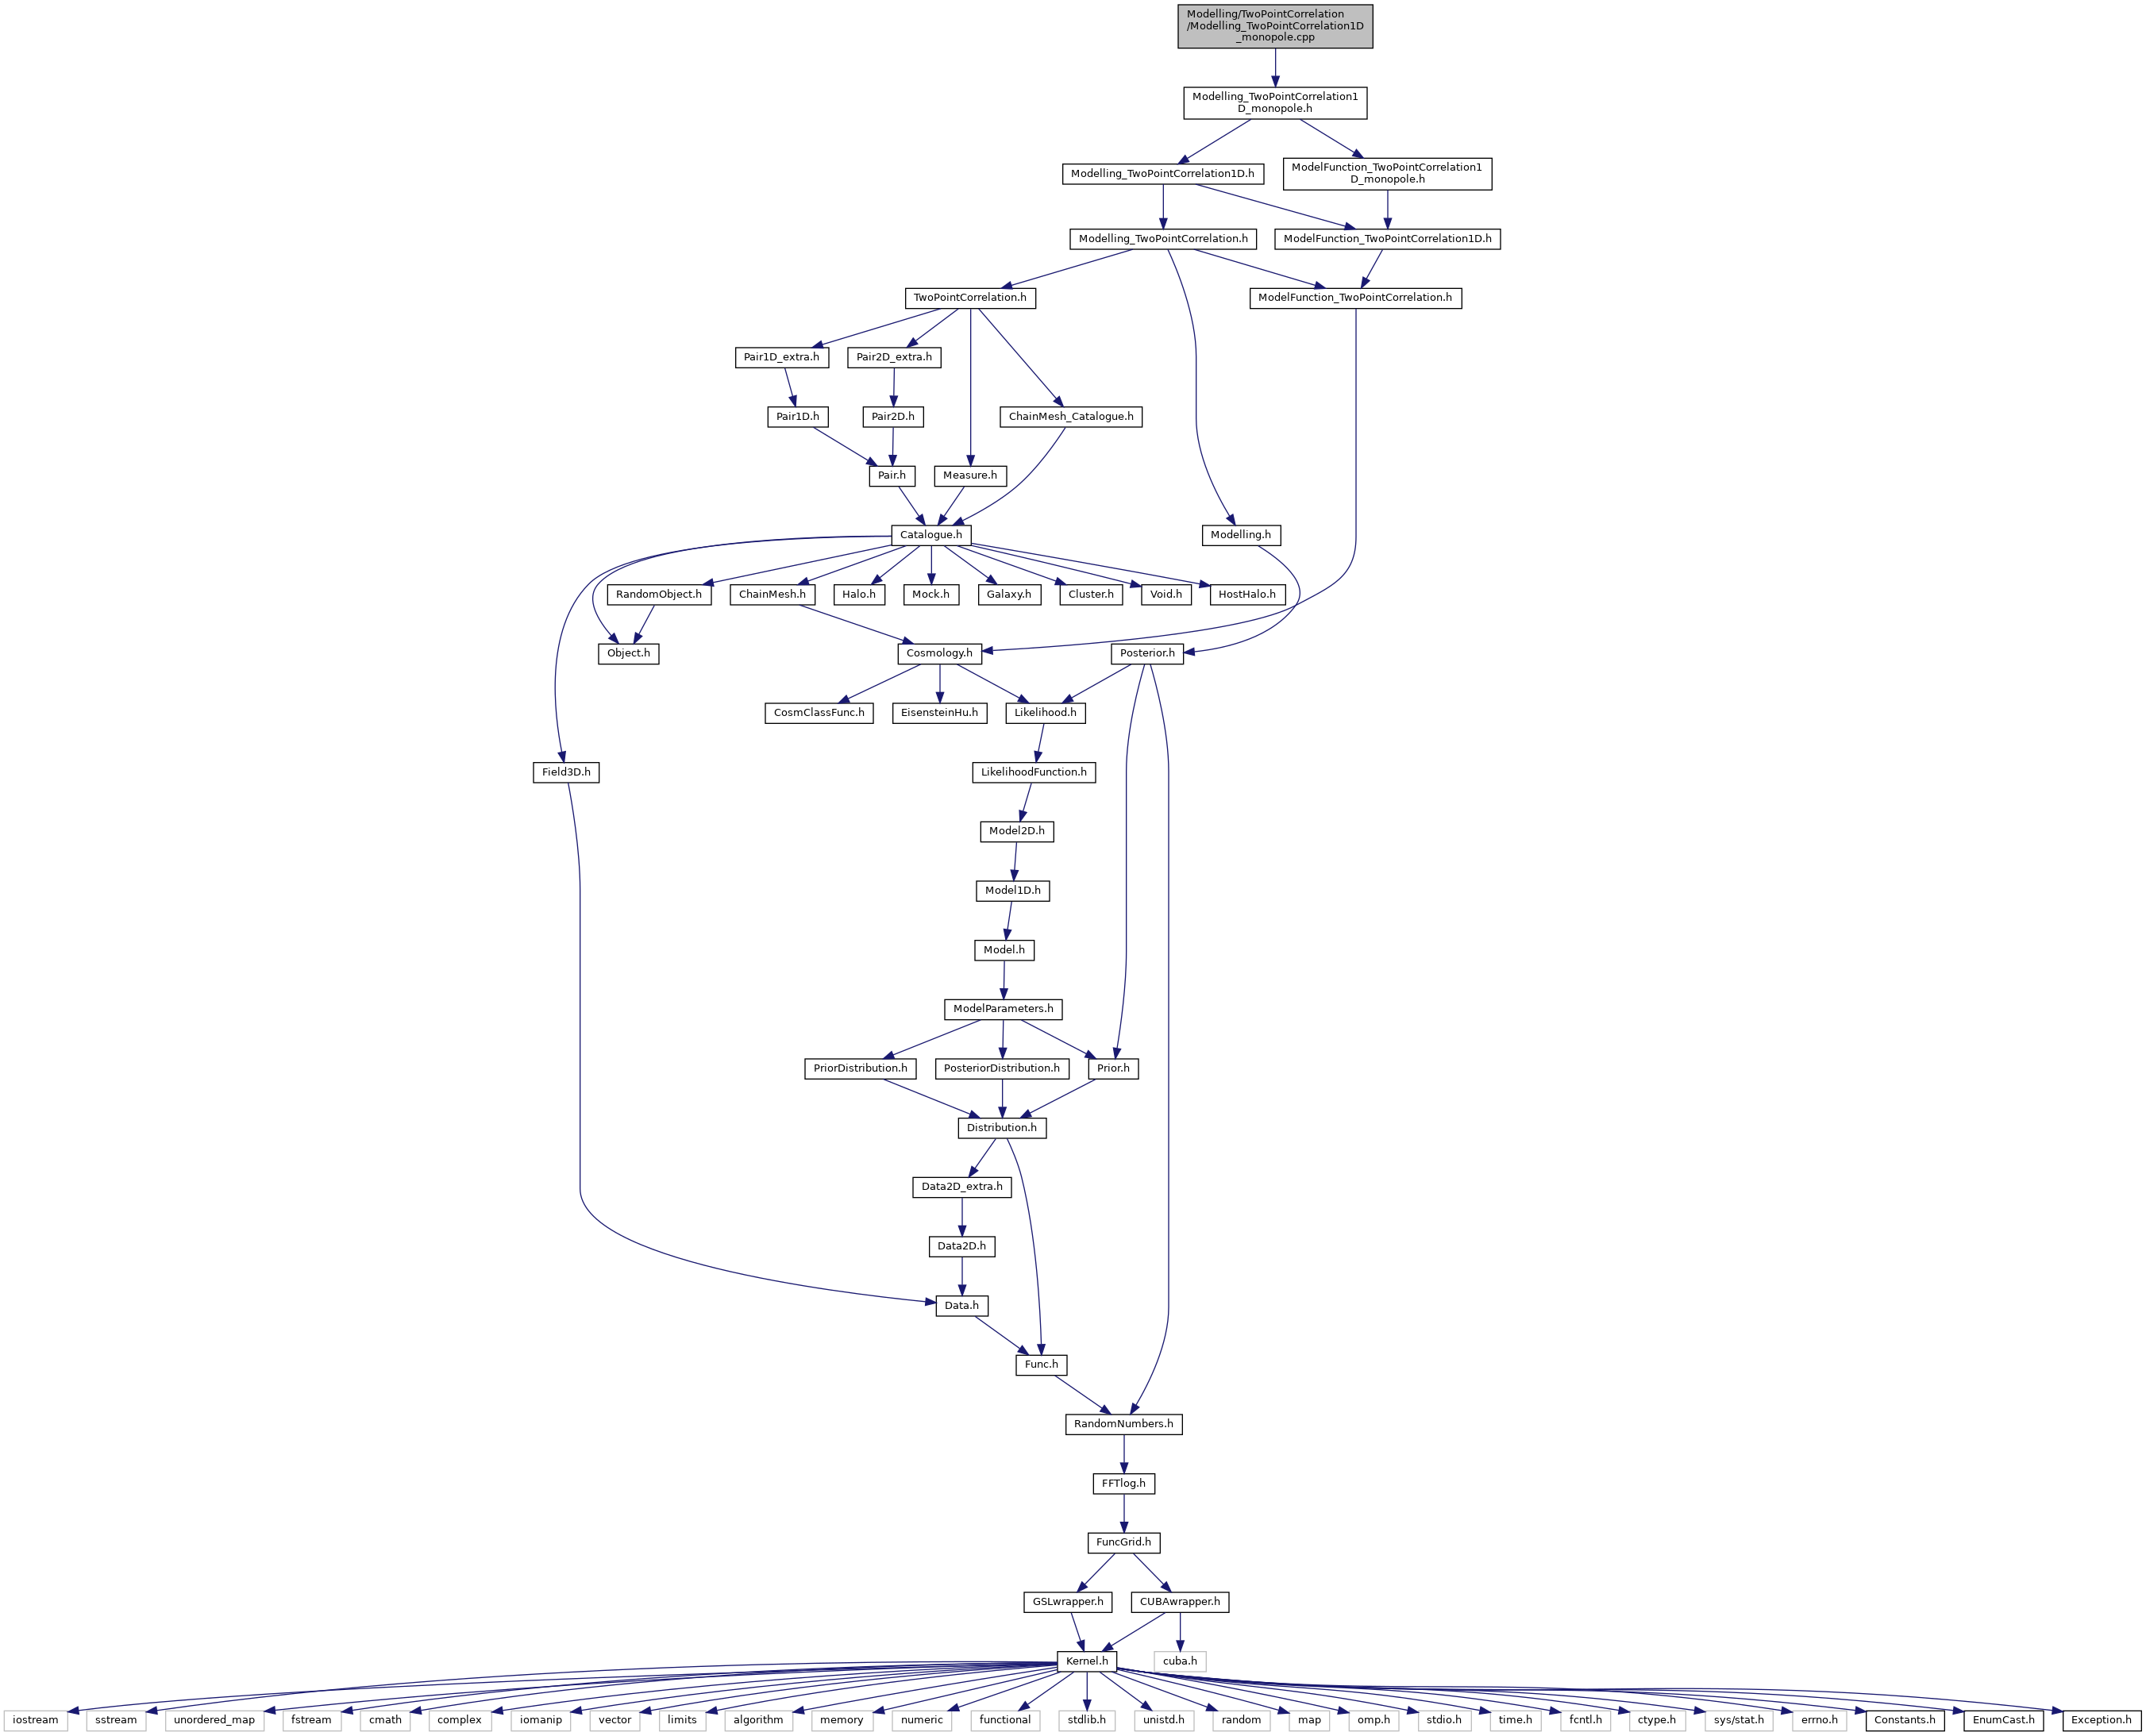 Modelling/TwoPointCorrelation
/Modelling_TwoPointCorrelation1D
_monopole.cpp
Modelling_TwoPointCorrelation1
D_monopole.h
Modelling_TwoPointCorrelation1D.h
ModelFunction_TwoPointCorrelation1
D_monopole.h
Modelling_TwoPointCorrelation.h
ModelFunction_TwoPointCorrelation1D.h
TwoPointCorrelation.h
ModelFunction_TwoPointCorrelation.h
Pair1D_extra.h
Pair2D_extra.h
Pair1D.h
Pair2D.h
ChainMesh_Catalogue.h
Pair.h
Measure.h
Catalogue.h
Modelling.h
RandomObject.h
ChainMesh.h
Halo.h
Mock.h
Galaxy.h
Cluster.h
Void.h
HostHalo.h
Object.h
Cosmology.h
Posterior.h
CosmClassFunc.h
EisensteinHu.h
Likelihood.h
Field3D.h
LikelihoodFunction.h
Model2D.h
Model1D.h
Model.h
ModelParameters.h
PriorDistribution.h
PosteriorDistribution.h
Prior.h
Distribution.h
Data2D_extra.h
Data2D.h
Data.h
Func.h
RandomNumbers.h
FFTlog.h
FuncGrid.h
GSLwrapper.h
CUBAwrapper.h
Kernel.h
cuba.h
iostream
sstream
unordered_map
fstream
cmath
complex
iomanip
vector
limits
algorithm
memory
numeric
functional
stdlib.h
unistd.h
random
map
omp.h
stdio.h
time.h
fcntl.h
ctype.h
sys/stat.h
errno.h
Constants.h
EnumCast.h
Exception.h